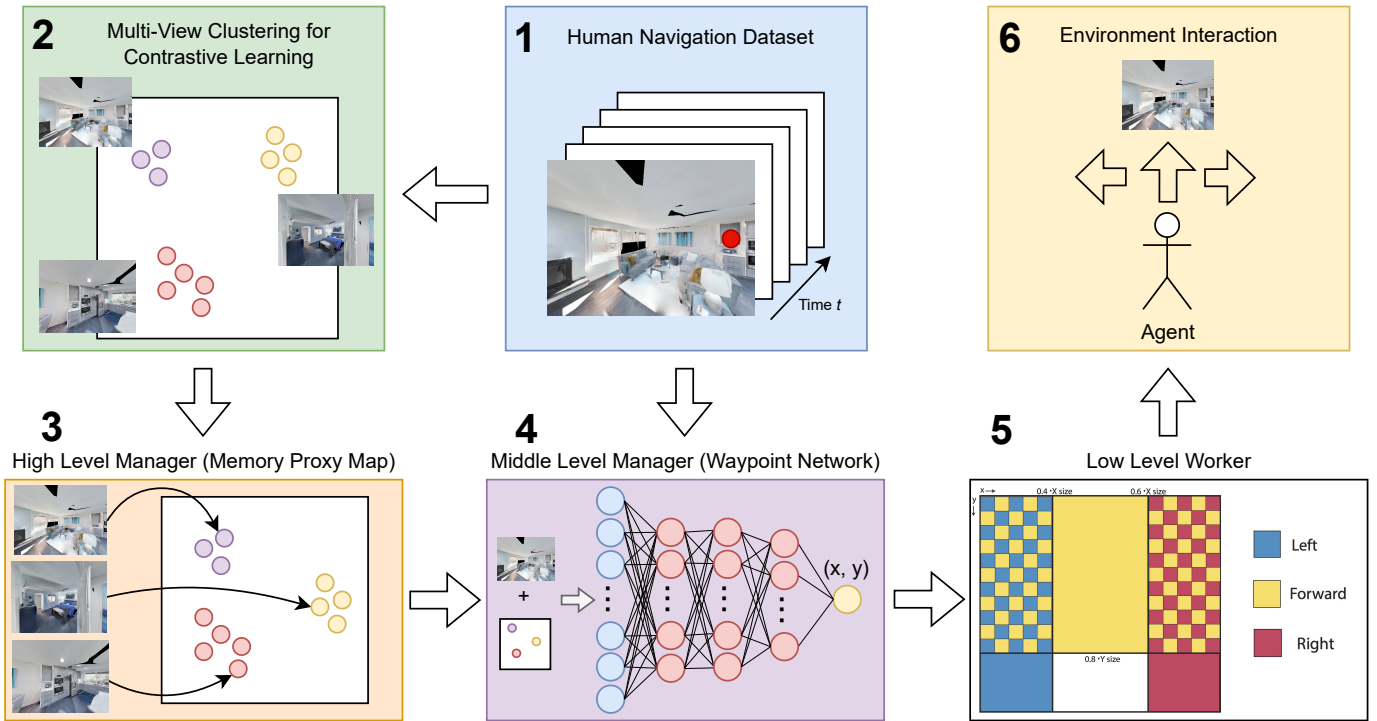 2
Multi-View Clustering for
Contrastive Learning
1
Human Navigation Dataset
Time t
6
Environment Interaction
Agent
3
High Level Manager (Memory Proxy Map)
4
Middle Level Manager (Waypoint Network)
+
(x, y)
5
Low Level Worker
x
0.4 *X size
0.6 *X size
y
0.8 *Y size
Left
Forward
Right